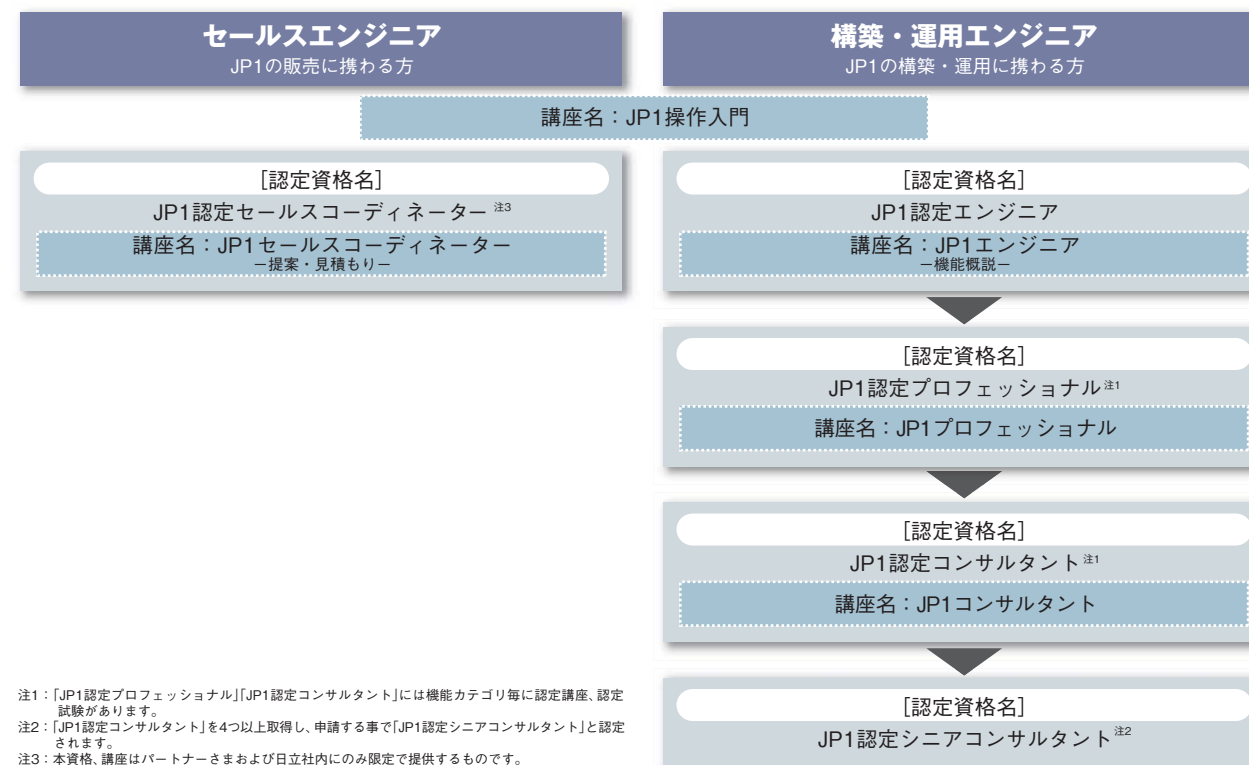 セールスエンジニア
JP1の販売に携わる方
構築・運用エンジニア
JP1の構築・運用に携わる方
講座名：JP1操作入門
［認定資格名］
JP1認定セールスコーディネーター 注3
講座名：JP1セールスコーディネーター
－提案・見積もり－
［認定資格名］
JP1認定エンジニア
講座名：JP1エンジニア
－機能概説－
［認定資格名］
JP1認定プロフェッショナル注1
講座名：JP1プロフェッショナル
［認定資格名］
JP1認定コンサルタント注1
講座名：JP1コンサルタント
［認定資格名］
JP1認定シニアコンサルタント注2
注1：「JP1認定プロフェッショナル」「JP1認定コンサルタント」には機能カテゴリ毎に認定講座、認定
試験があります。
注2：「JP1認定コンサルタント」を4つ以上取得し、申請する事で「JP1認定シニアコンサルタント」と認定
されます。
注3：本資格、講座はパートナーさまおよび日立社内にのみ限定で提供するものです。